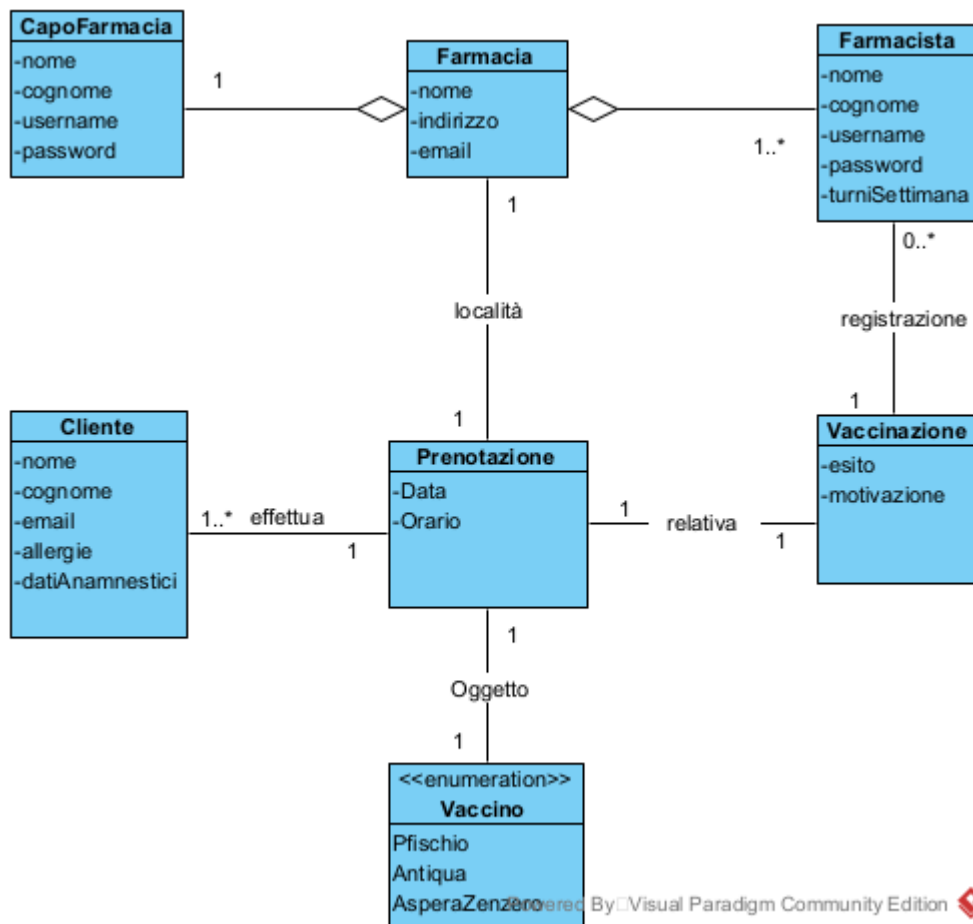 CapoFarmacia
-nome
-cognome
-username
-password
1
Farmacia
-nome
-indirizzo
-email
1
1..*
Farmacista
-nome
-cognome
-username
-password
-turniSettimana
0..*
località
registrazione
1
1
Cliente
-nome
-cognome
-email
-allergie
-datiAnamnestici
1..* effettua
1
Prenotazione
-Data
-Orario
1
relativa
1
Vaccinazione
-esito
-motivazione
1
Oggetto
1
<<enumeration>>
Vaccino
Pfischio
Antiqua
AsperaZenzero
Powered By Visual Paradigm Community Edition